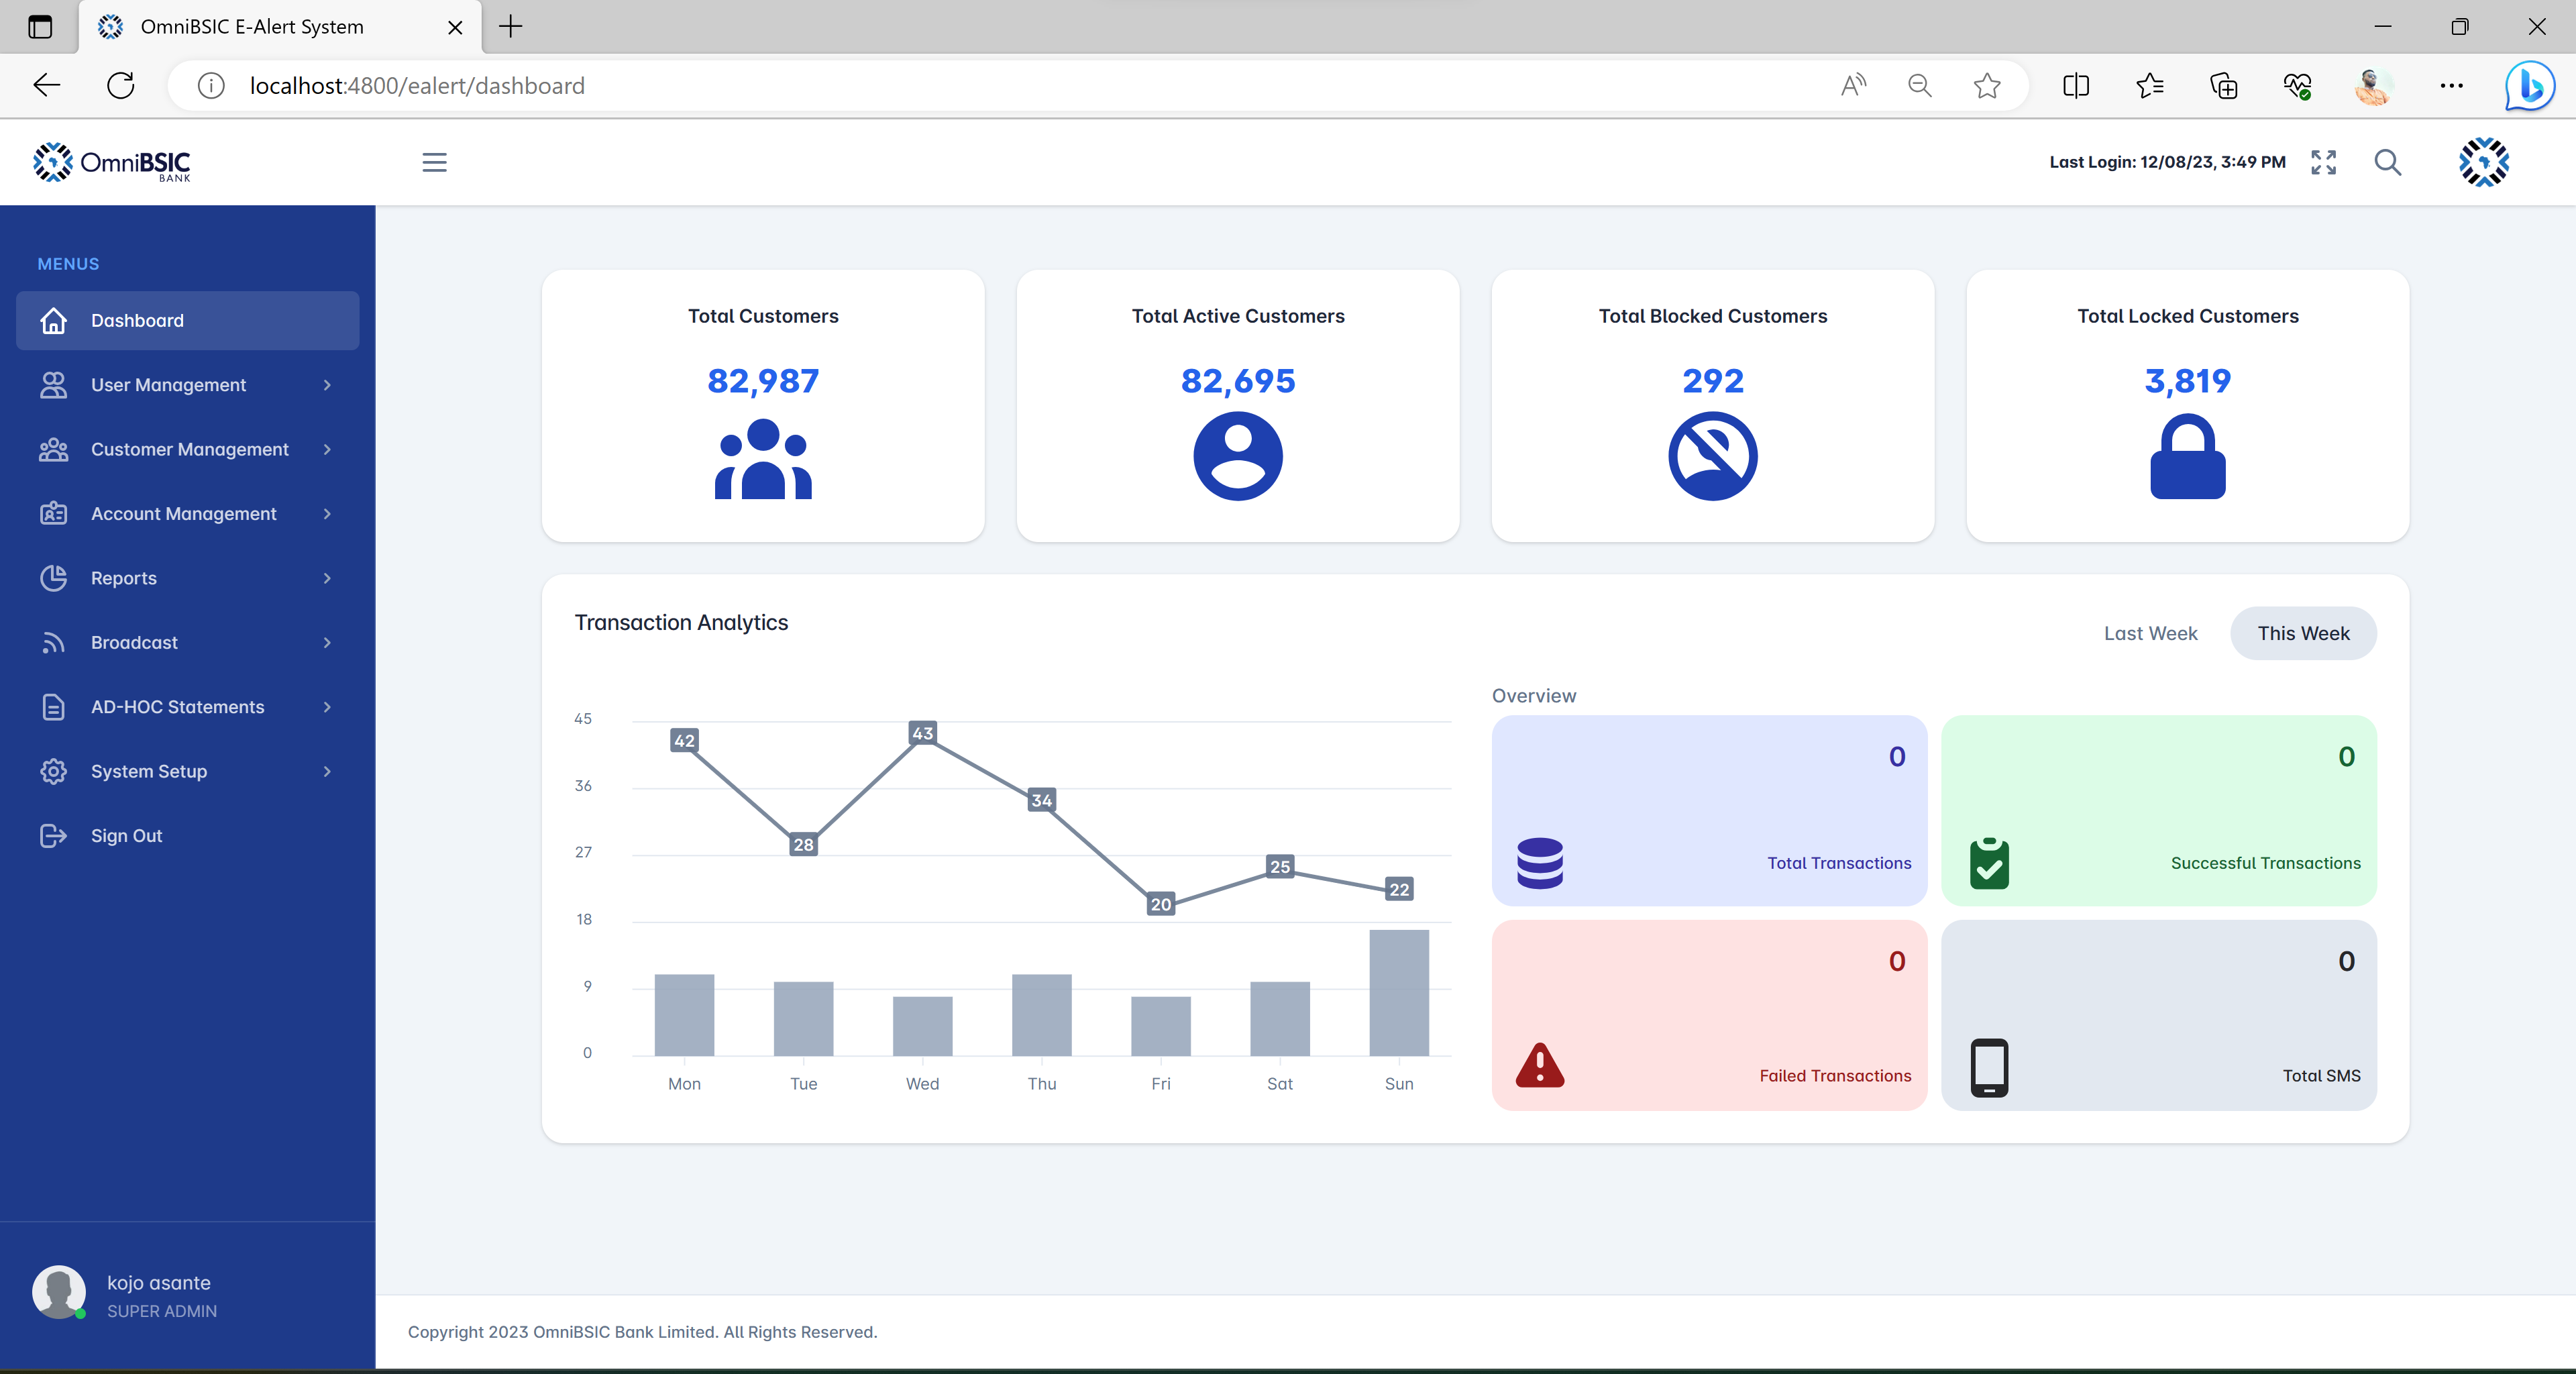 OmniBSIC E-Alert System
localhost:4800/ealert/dashboard
OmniBSIC
BANK
Last Login: 12/08/23, 3:49 PM
MENUS
Dashboard
User Management
Customer Management
Account Management
Reports
Broadcast
AD-HOC Statements
System Setup
Sign Out
kojo asante
SUPER ADMIN
Total Customers
82,987
Total Active Customers
82,695
Total Blocked Customers
292
Total Locked Customers
3,819
Transaction Analytics
Last Week
This Week
45
36
27
18
9
0
42
28
43
34
20
25
22
Mon
Tue
Wed
Thu
Fri
Sat
Sun
Overview
0
Total Transactions
0
Successful Transactions
0
Failed Transactions
0
Total SMS
Copyright 2023 OmniBSIC Bank Limited. All Rights Reserved.